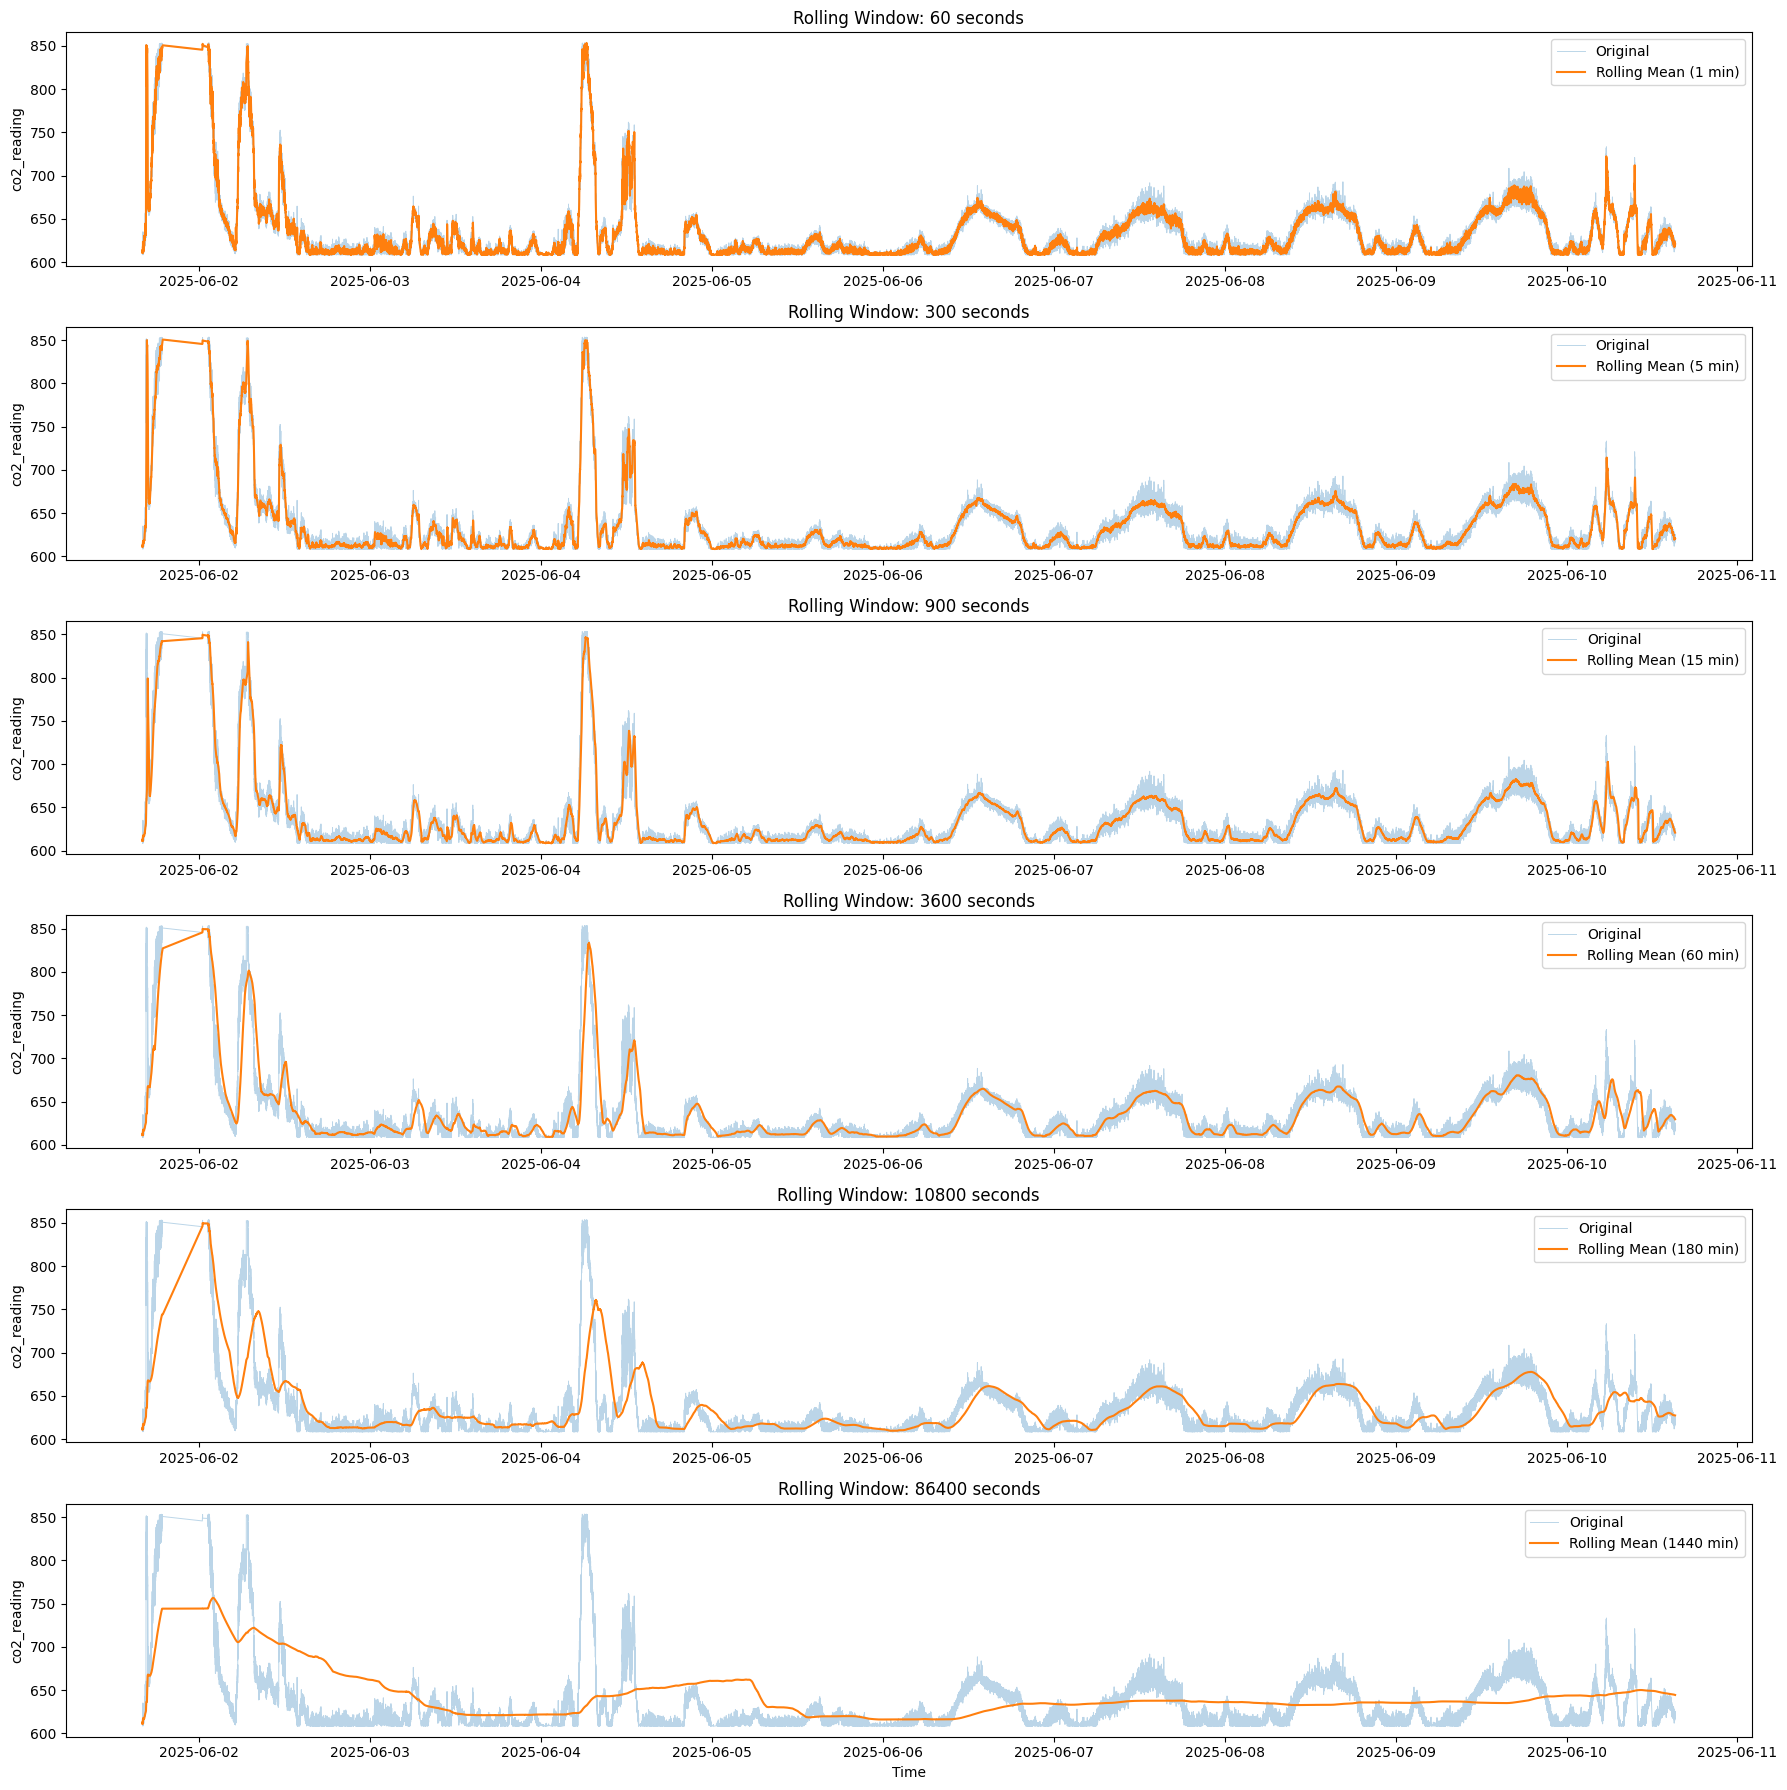 Rolling Window: 60 seconds
Original
Rolling Mean (1 min)
co2_reading
850
800
750
700
650
600
2025-06-02 2025-06-03 2025-06-04 2025-06-05 2025-06-06 2025-06-07 2025-06-08 2025-06-09 2025-06-10 2025-06-11
Rolling Window: 300 seconds
Original
Rolling Mean (5 min)
co2_reading
850
800
750
700
650
600
2025-06-02 2025-06-03 2025-06-04 2025-06-05 2025-06-06 2025-06-07 2025-06-08 2025-06-09 2025-06-10 2025-06-11
Rolling Window: 900 seconds
Original
Rolling Mean (15 min)
co2_reading
850
800
750
700
650
600
2025-06-02 2025-06-03 2025-06-04 2025-06-05 2025-06-06 2025-06-07 2025-06-08 2025-06-09 2025-06-10 2025-06-11
Rolling Window: 3600 seconds
Original
Rolling Mean (60 min)
co2_reading
850
800
750
700
650
600
2025-06-02 2025-06-03 2025-06-04 2025-06-05 2025-06-06 2025-06-07 2025-06-08 2025-06-09 2025-06-10 2025-06-11
Rolling Window: 10800 seconds
Original
Rolling Mean (180 min)
co2_reading
850
800
750
700
650
600
2025-06-02 2025-06-03 2025-06-04 2025-06-05 2025-06-06 2025-06-07 2025-06-08 2025-06-09 2025-06-10 2025-06-11
Rolling Window: 86400 seconds
Original
Rolling Mean (1440 min)
co2_reading
850
800
750
700
650
600
2025-06-02 2025-06-03 2025-06-04 2025-06-05 2025-06-06 2025-06-07 2025-06-08 2025-06-09 2025-06-10 2025-06-11
Time